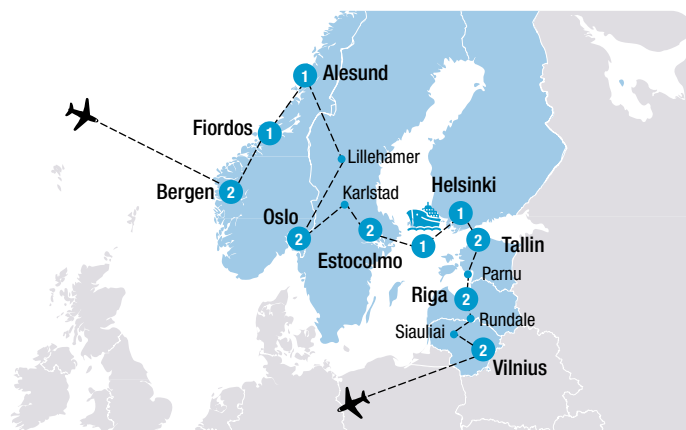 1
Alesund
Fiordos
1
Lillehamer
Bergen
2
Karlstad
Helsinki
Oslo
2
2
1
Estocolmo
1
2
Tallin
Parnu
Riga
2
Rundale
Siauliai
2
Vilnius